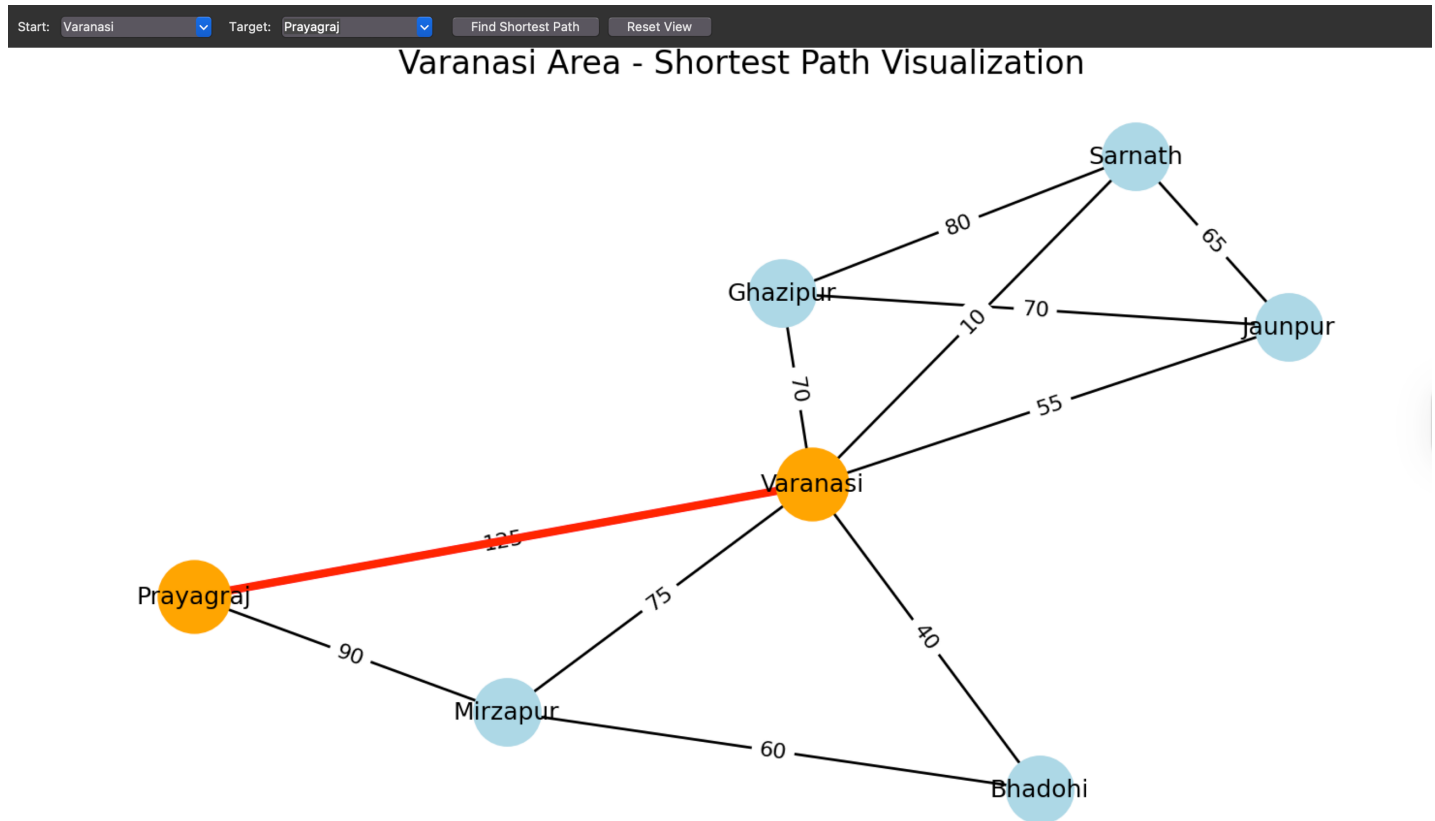 Start: Varanasi Target: Prayagraj Find Shortest Path Reset View
Varanasi Area - Shortest Path Visualization
Sarnath
80
65
Ghazipur
70
10
Jaunpur
70
55
Varanasi
125
Prayagraj
75
40
90
Mirzapur
60
Bhadohi